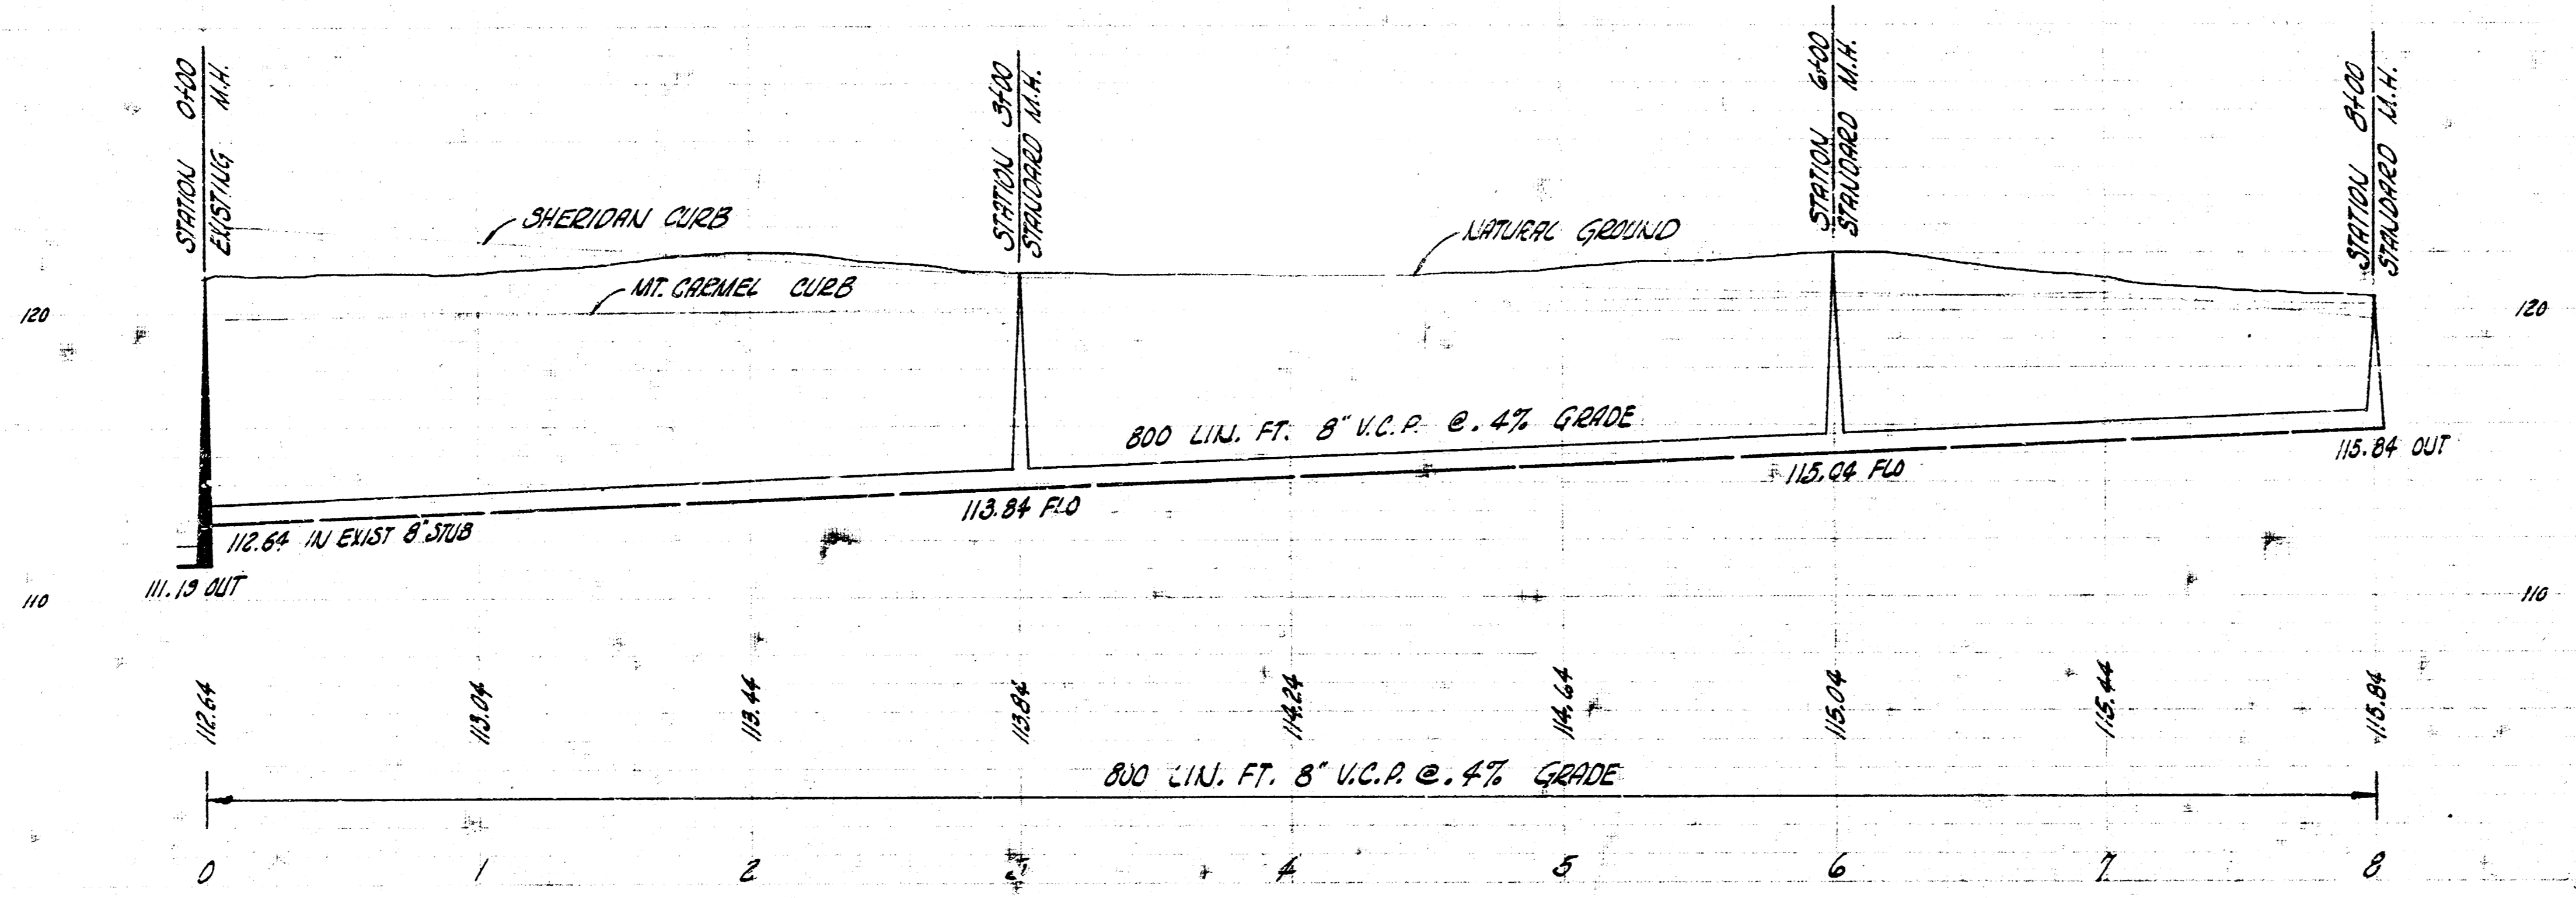 STATION 0+00
EXISTING M.H.
STATION 3+00
STANDARD M.H.
STATION 6+00
STANDARD M.H.
STATION 8+00
STANDARD M.H.
SHERIDAN CURB
NATURAL GROUND
MT. CARMEL CURB
120
120
800 LIN. FT. 8" V.C.P. @ .4% GRADE
115.84 OUT
115.04 FLO
113.84 FLO
112.64 IN EXIST 8" STUB
111.19 OUT
110
110
112.64
113.04
113.44
113.84
114.24
114.64
115.04
115.44
115.84
800 LIN. FT. 8" V.C.P. @ .4% GRADE
0 1 2 3 4 5 6 7 8